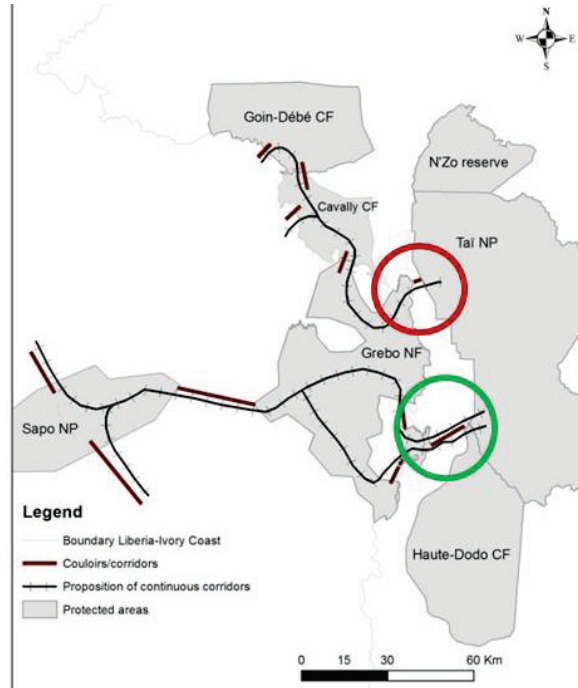 N
W E
S
Goin-Débé CF
N'Zo reserve
Cavally CF
Taï NP
Grebo NF
Sapo NP
Haute-Dodo CF
Legend
Boundary Liberia-Ivory Coast
Couloirs/corridors
Proposition of continuous corridors
Protected areas
0 15 30 60 Km